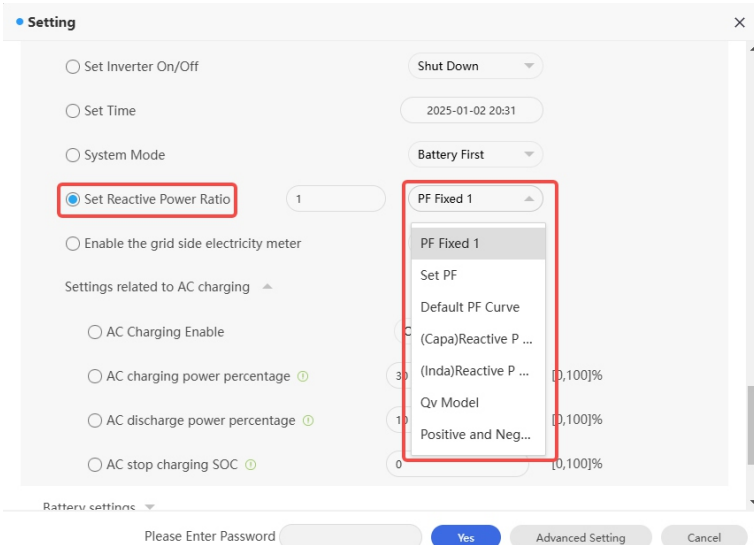 Setting
Set Inverter On/Off Shut Down
Set Time 2025-01-02 20:31
System Mode Battery First
Set Reactive Power Ratio 1 PF Fixed 1
Enable the grid side electricity meter PF Fixed 1
Set PF
Settings related to AC charging
Default PF Curve
AC Charging Enable (Capa)Reactive P ...
AC charging power percentage 30 (Inda)Reactive P ... [0,100]%
Qv Model
AC discharge power percentage 10 [0,100]%
Positive and Neg...
AC stop charging SOC 0 [0,100]%
Battery settings
Please Enter Password Yes Advanced Setting Cancel